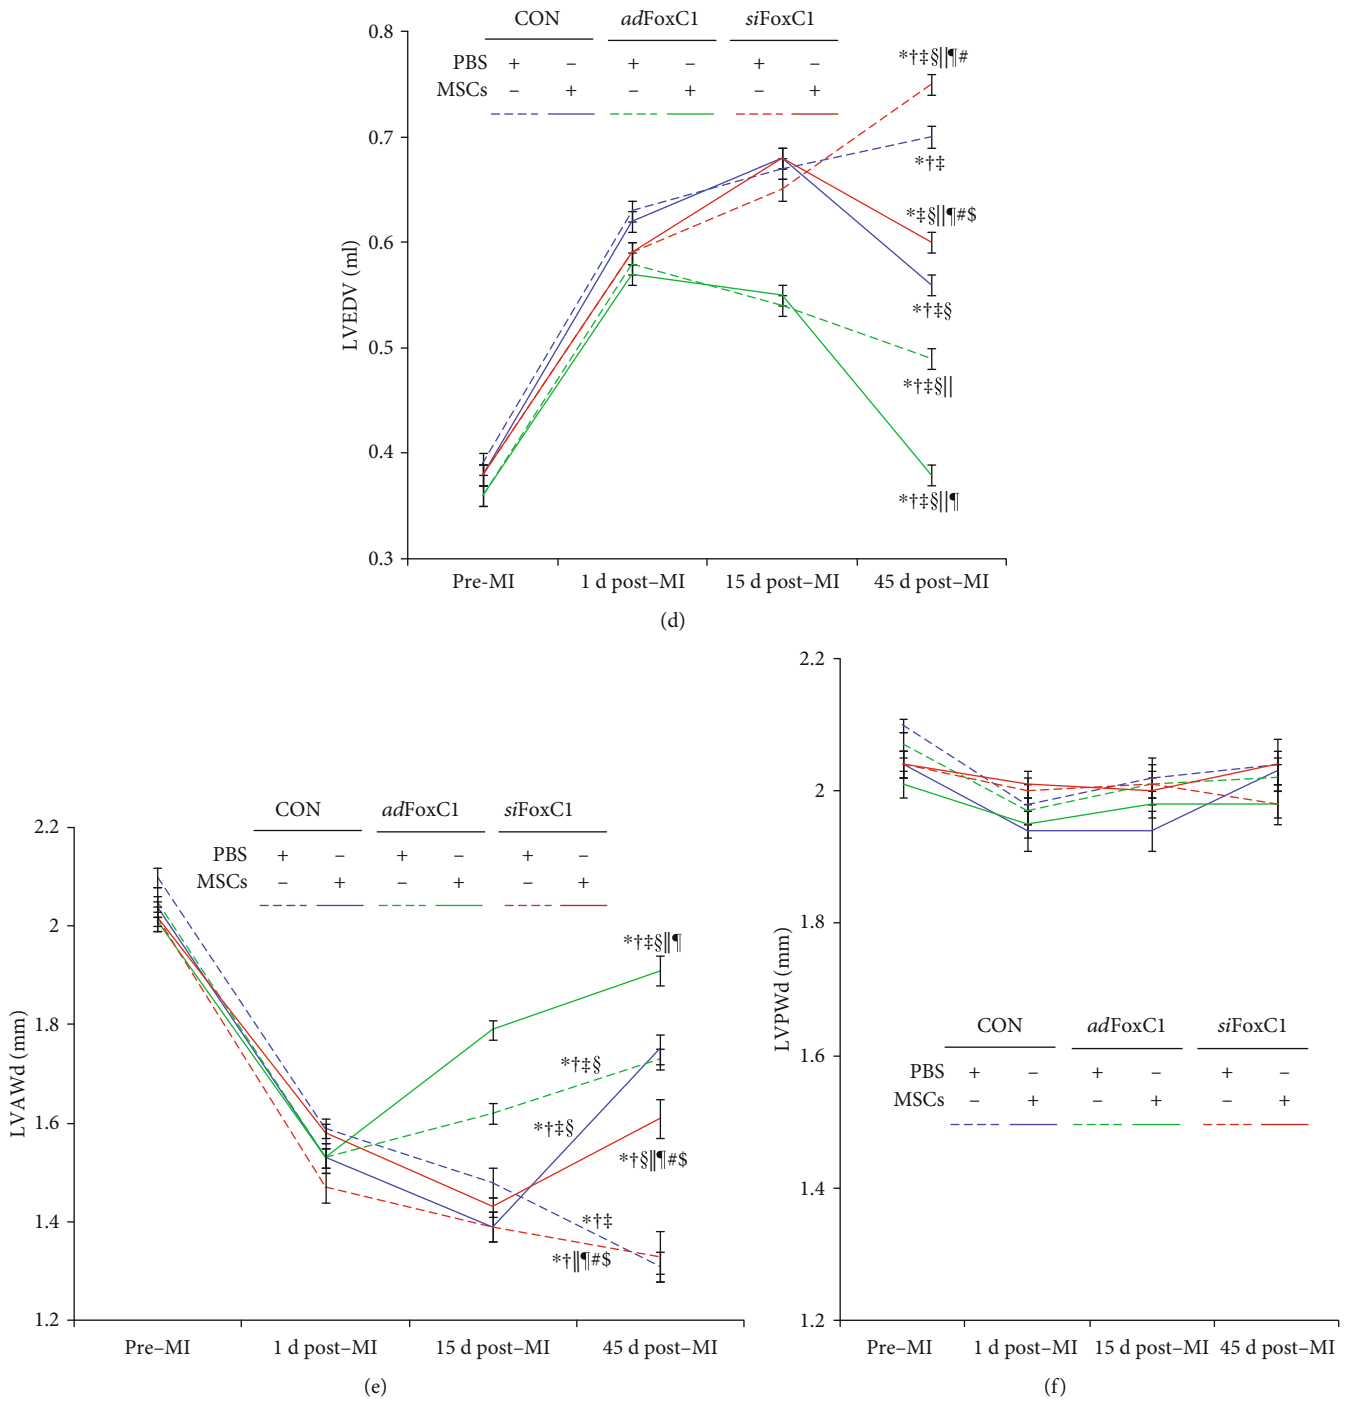 CON adFoxC1 siFoxC1
PBS + – + – + –
MSCs – + – + – +
LVEDV (ml)
0.8
0.7
0.6
0.5
0.4
0.3
*†‡§||¶#
*†‡
*‡§||¶#$
*†‡§
*†‡§||
*†‡§||¶
Pre-MI 1 d post–MI 15 d post–MI 45 d post–MI
(d)
CON adFoxC1 siFoxC1
PBS + – + – + –
MSCs – + – + – +
LVAWd (mm)
2.2
2
1.8
1.6
1.4
1.2
*†‡§||¶
*†‡§
*†‡§
*†§||¶#$
*†‡
*†||¶#$
Pre–MI 1 d post–MI 15 d post–MI 45 d post–MI
(e)
LVPWd (mm)
2.2
2
1.8
1.6
1.4
1.2
CON adFoxC1 siFoxC1
PBS + – + – + –
MSCs – + – + – +
Pre–MI 1 d post–MI 15 d post–MI 45 d post–MI
(f)